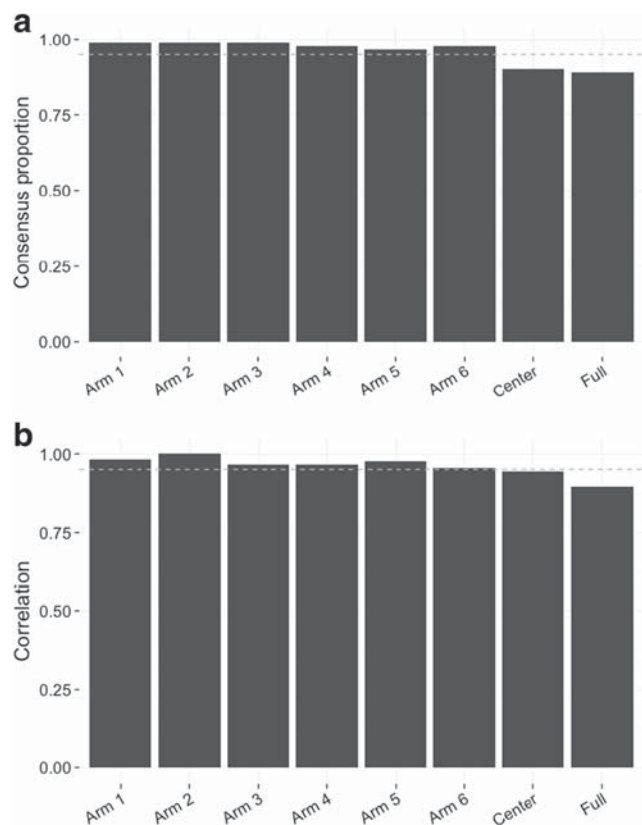 a
Consensus proportion
1.00
0.75
0.50
0.25
0.00
Arm 1 Arm 2 Arm 3 Arm 4 Arm 5 Arm 6 Center Full
b
Correlation
1.00
0.75
0.50
0.25
0.00
Arm 1 Arm 2 Arm 3 Arm 4 Arm 5 Arm 6 Center Full